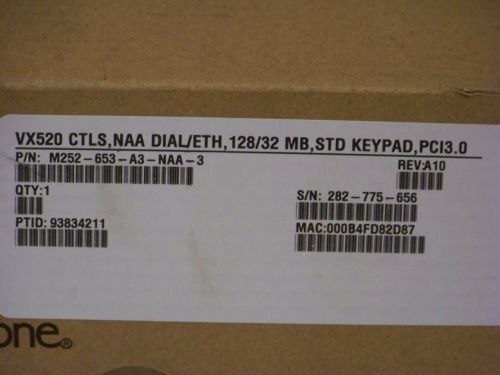 VX520 CTLS,NAA DIAL/ETH,128/32 MB,STD KEYPAD,PCI3.0
P/N: M252-653-A3-NAA-3
REV:A10
QTY:1
S/N: 282-775-656
PTID: 93834211
MAC:000B4FD82D87
one®